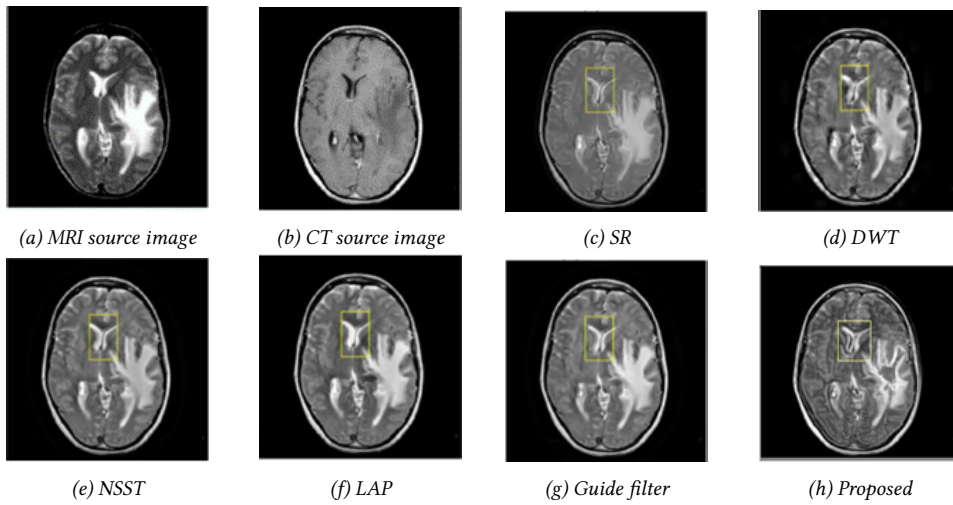 (a) MRI source image
(b) CT source image
(c) SR
(d) DWT
(e) NSST
(f) LAP
(g) Guide filter
(h) Proposed